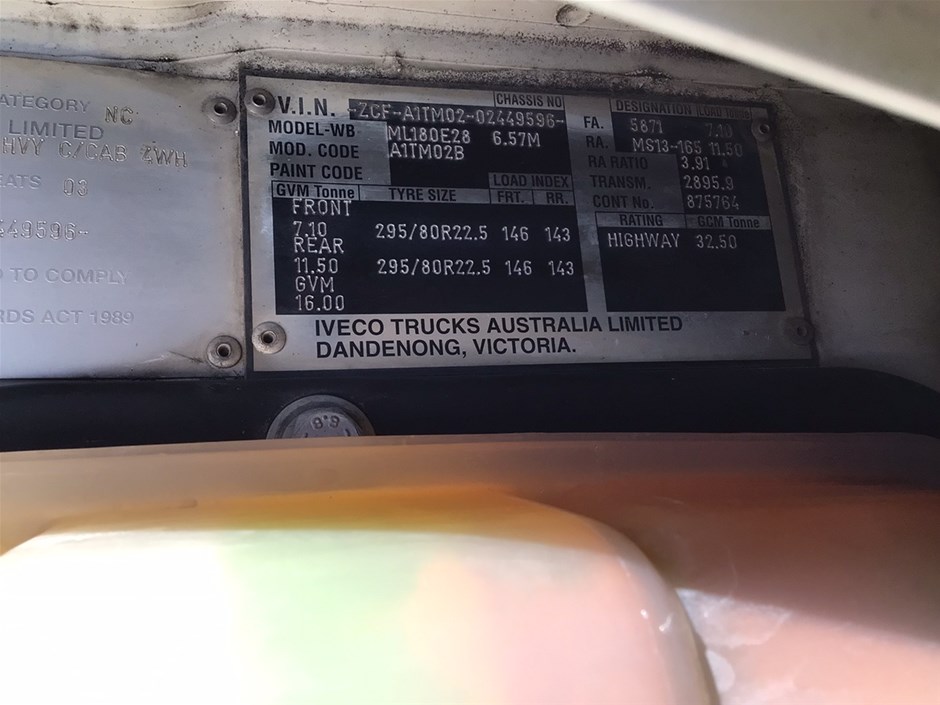 ATEGORY NC
LIMITED
HVY C/CAB 4WH
EATS 03
449596-
D TO COMPLY
RDS ACT 1989
V.I.N. CHASSIS NO
-ZCF-A1TM02-02449596-
MODEL-WB ML180E28 6.57M
MOD. CODE A1TM02B
PAINT CODE
GVM Tonne TYRE SIZE LOAD INDEX
FRT. RR.
FRONT
7.10 295/80R22.5 146 143
REAR
11.50 295/80R22.5 146 143
GVM
16.00
DESIGNATION LOAD
FA. 5871 7.10
RA. MS13-165 11.50
RA RATIO 3.91
TRANSM. 2895.9
CONT No. 875764
RATING GCM Tonne
HIGHWAY 32.50
IVECO TRUCKS AUSTRALIA LIMITED
DANDENONG, VICTORIA.